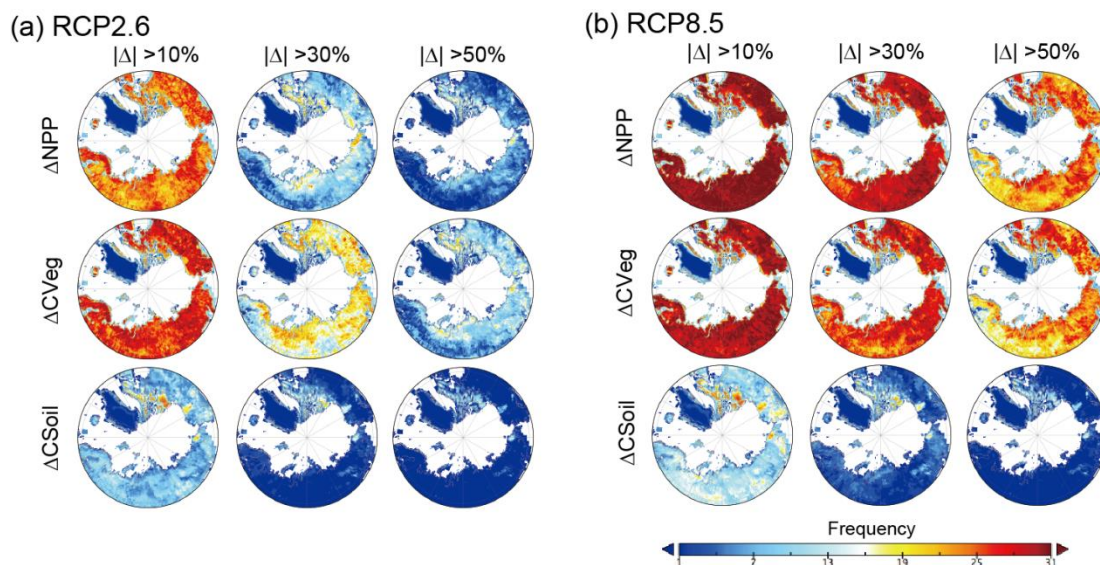 (a) RCP2.6
|Δ| >10% |Δ| >30% |Δ| >50%
ΔNPP
ΔCVeg
ΔCSoil
(b) RCP8.5
|Δ| >10% |Δ| >30% |Δ| >50%
ΔNPP
ΔCVeg
ΔCSoil
Frequency
1 7 13 19 25 31